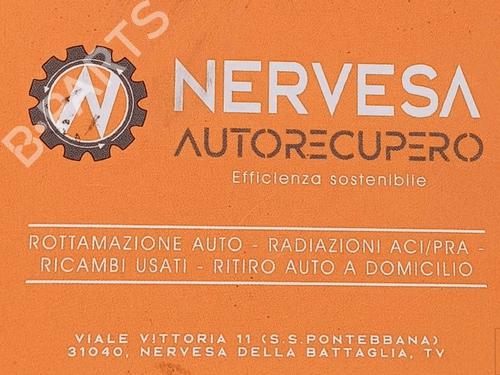 NERVESA
AUTORECUPERO
Efficienza sostenibile
ROTTAMAZIONE AUTO - RADIAZIONI ACI/PRA -
RICAMBI USATI - RITIRO AUTO A DOMICILIO
VIALE VITTORIA 11 (S.S.PONTEBBANA)
31040, NERVESA DELLA BATTAGLIA, TV